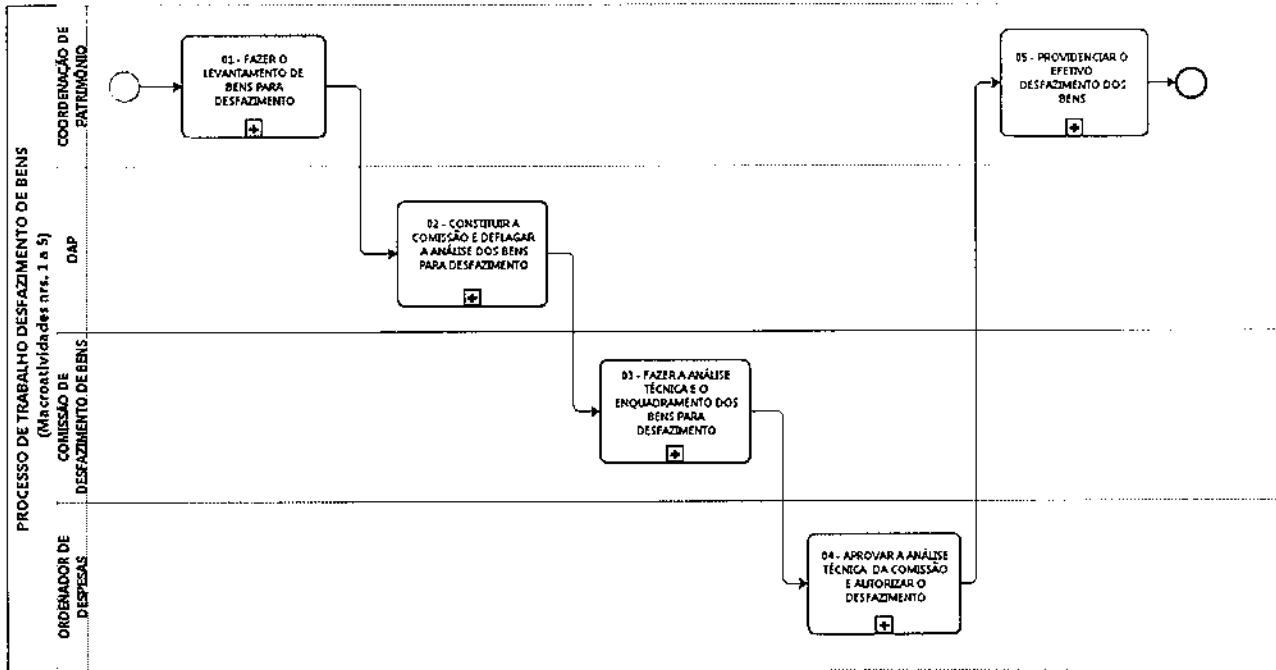 PROCESSO DE TRABALHO DESFAZIMENTO DE BENS
(Macroatividades nrs. 1 a 5)
COORDENAÇÃO DE
PATRIMÔNIO
01 - FAZER O
LEVANTAMENTO DE
BENS PARA
DESFAZIMENTO
05 - PROVIDENCIAR O
EFETIVO
DESFAZIMENTO DOS
BENS
DAP
02 - CONSTITUIR A
COMISSÃO E DEFLAGAR
A ANÁLISE DOS BENS
PARA DESFAZIMENTO
COMISSÃO DE
DESFAZIMENTO DE BENS
03 - FAZER A ANÁLISE
TÉCNICA E O
ENQUADRAMENTO DOS
BENS PARA
DESFAZIMENTO
ORDENADOR DE
DESPESAS
04 - APROVAR A ANÁLISE
TÉCNICA DA COMISSÃO
E AUTORIZAR O
DESFAZIMENTO